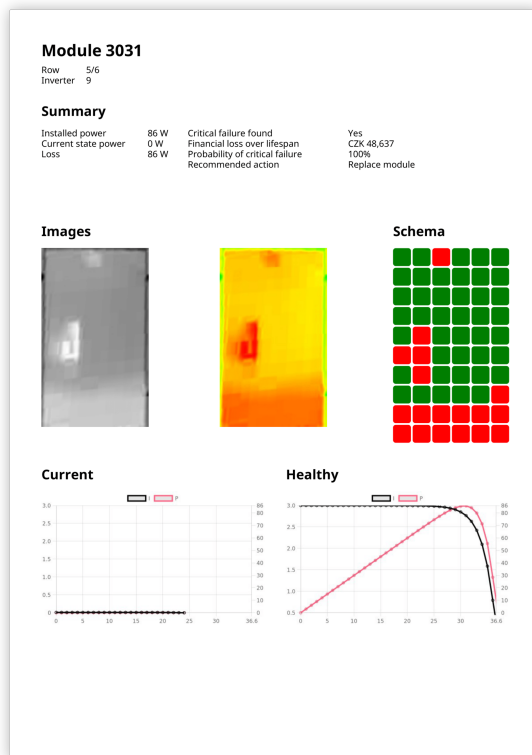 Module 3031
Row 5/6
Inverter 9
Summary
Installed power 86 W Critical failure found Yes
Current state power 0 W Financial loss over lifespan CZK 48,637
Loss 86 W Probability of critical failure 100%
Recommended action Replace module
Images Schema
Current Healthy
I P I P
3.0 3.0 86
2.5 80
2.0 70
1.5 60
1.0 50
0.5 40
0 30
20
10
0
0 5 10 15 20 25 30 36.6
86
80
70
60
50
40
30
20
10
0
2.5
2.0
1.5
1.0
0.5
0 5 10 15 20 25 30 36.6